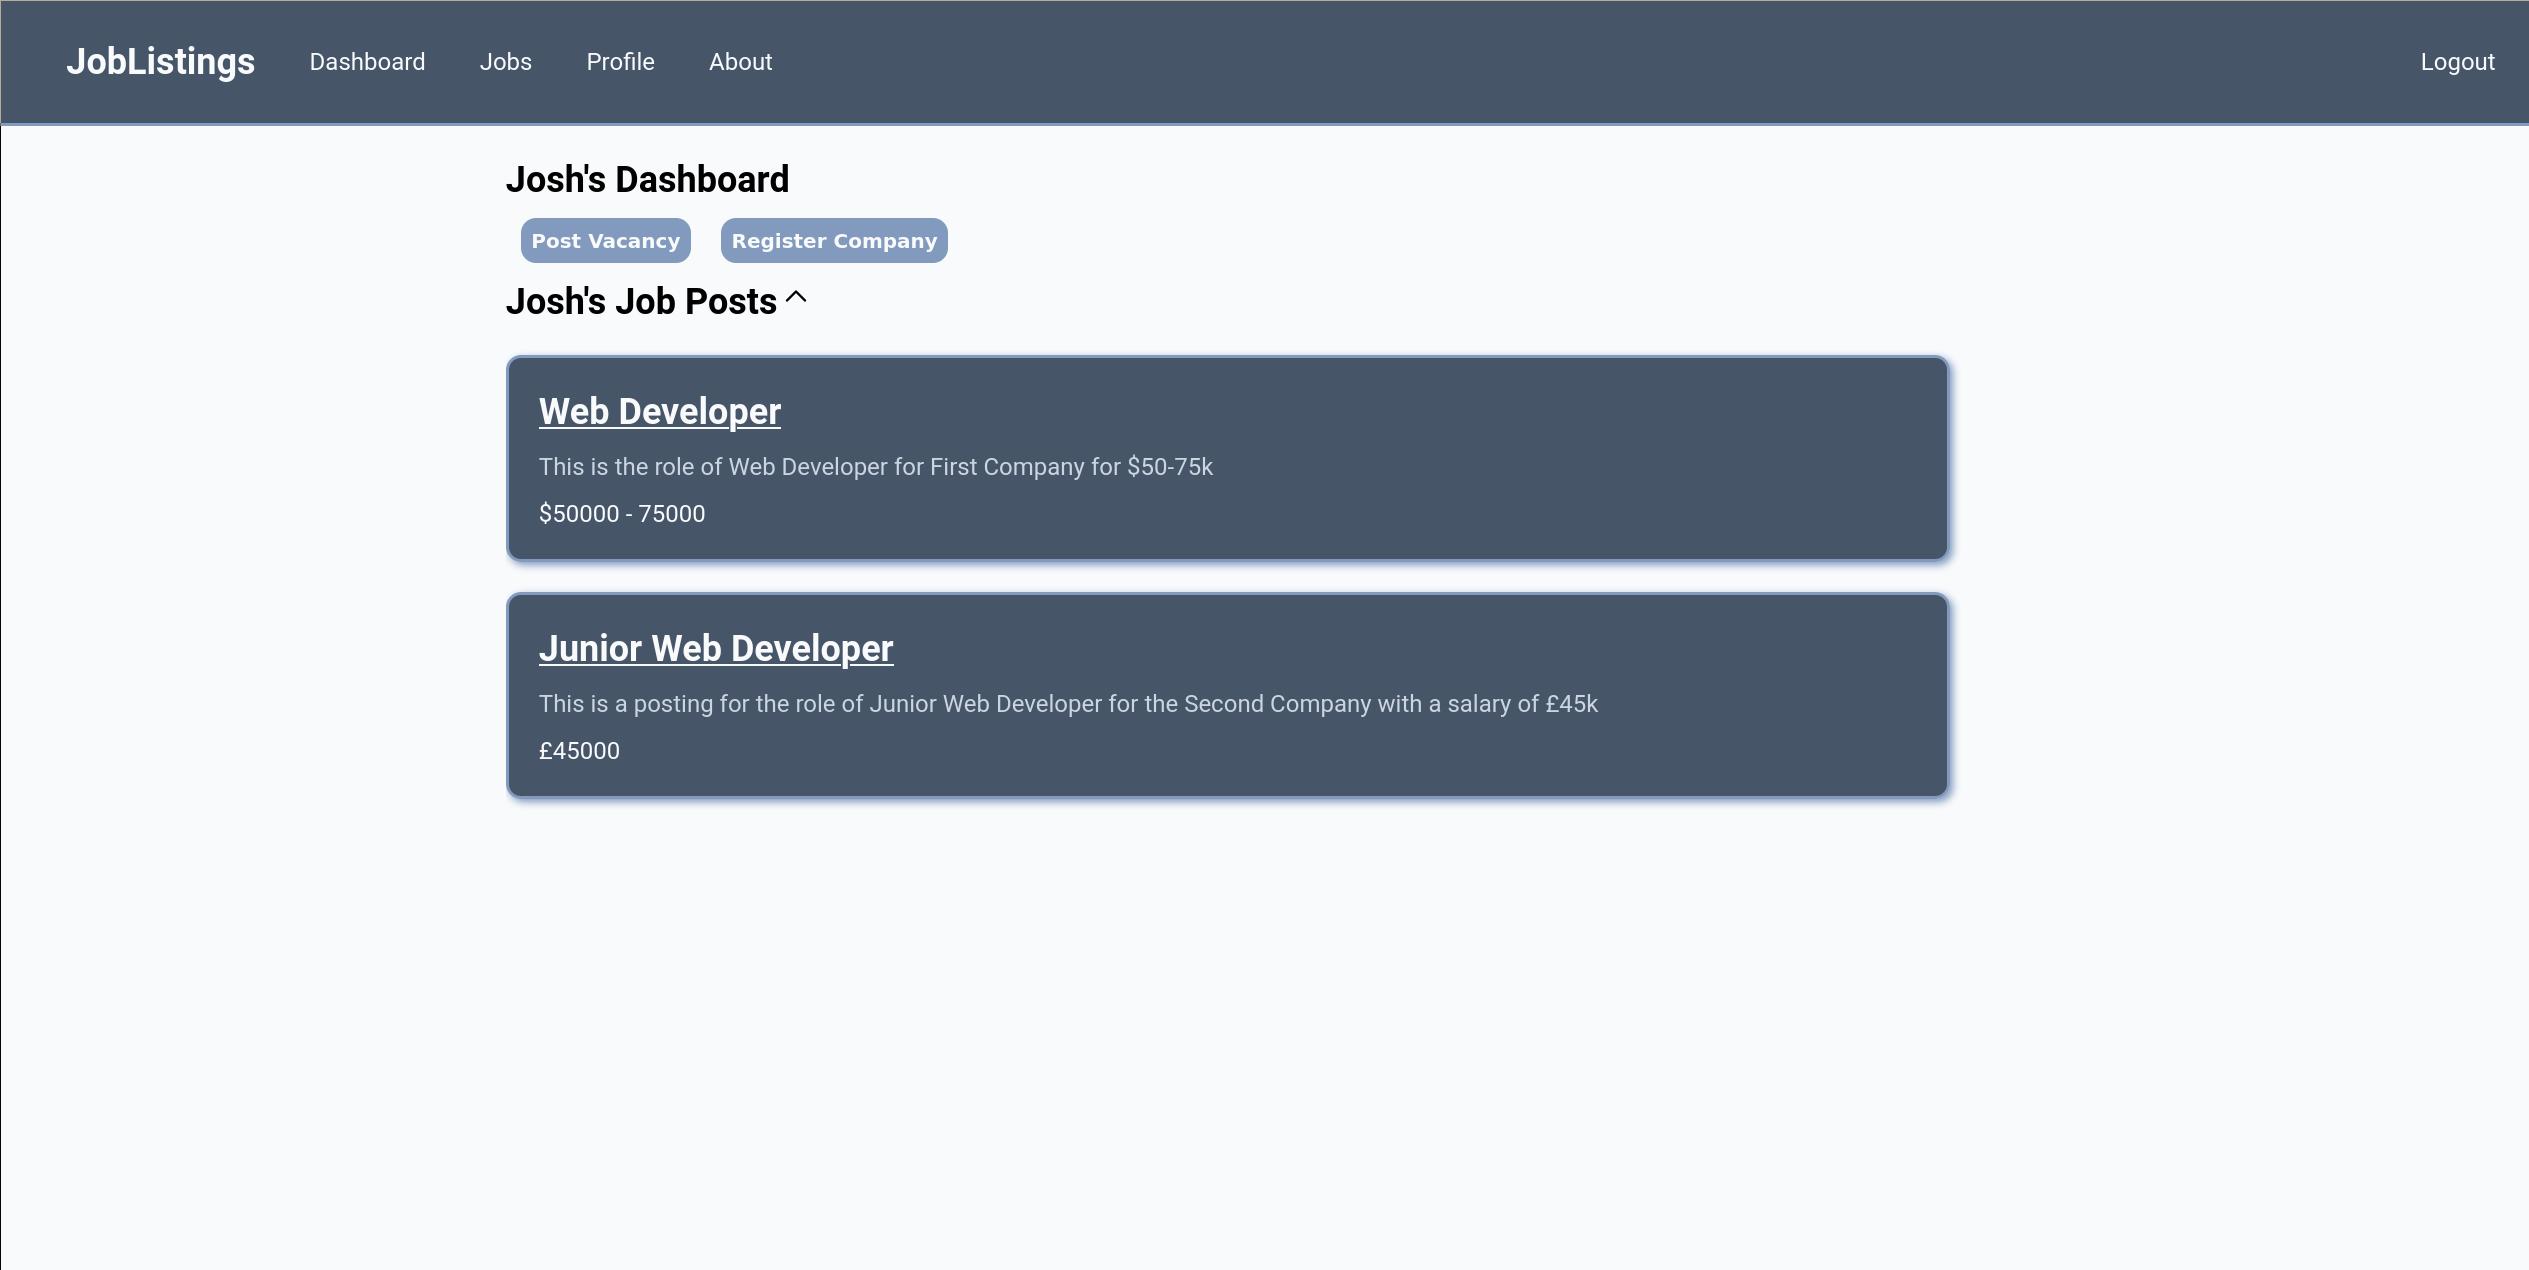 JobListings Dashboard Jobs Profile About Logout
Josh's Dashboard
Post Vacancy Register Company
Josh's Job Posts
Web Developer
This is the role of Web Developer for First Company for $50-75k
$50000 - 75000
Junior Web Developer
This is a posting for the role of Junior Web Developer for the Second Company with a salary of £45k
£45000